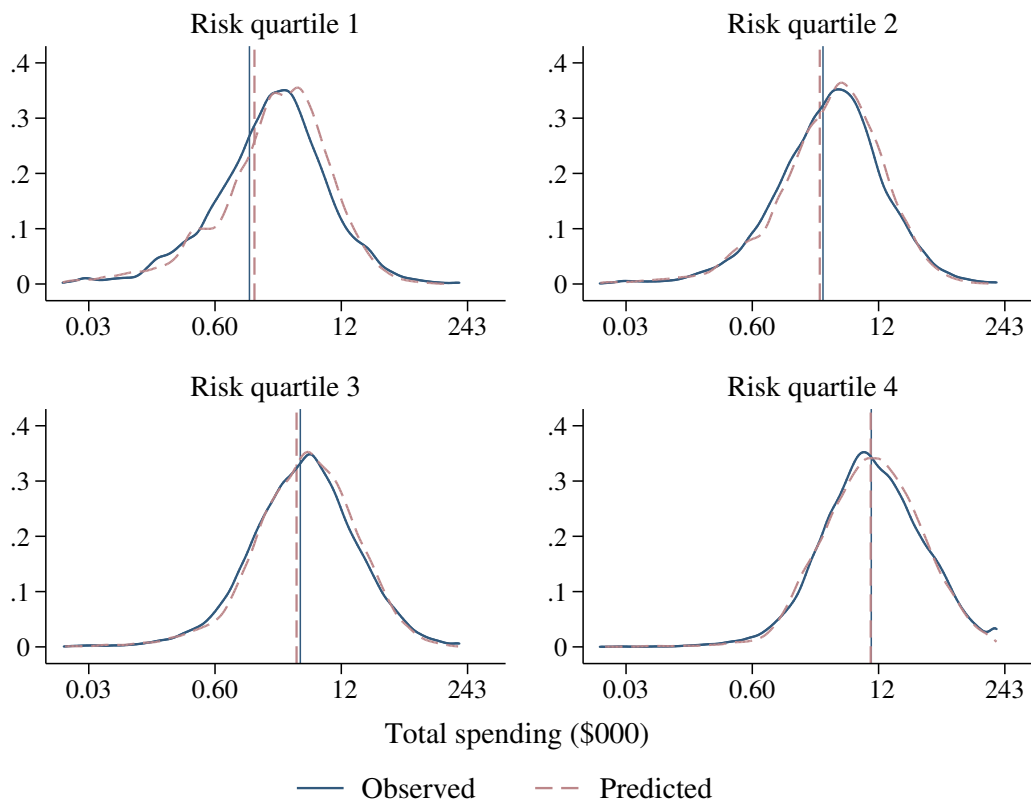 Risk quartile 1
Risk quartile 2
.4
.3
.2
.1
0
0.03 0.60 12 243
.4
.3
.2
.1
0
0.03 0.60 12 243
Risk quartile 3
Risk quartile 4
.4
.3
.2
.1
0
0.03 0.60 12 243
.4
.3
.2
.1
0
0.03 0.60 12 243
Total spending ($000)
Observed Predicted